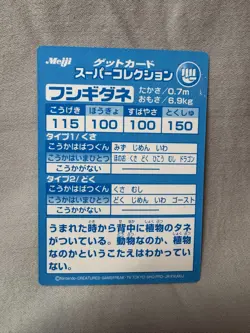 Meiji
ゲットカード
スーパーコレクション
フシギダネ
たかさ/0.7m
おもさ/6.9kg
こうげき ぼうぎょ すばやさ とくしゅ
115 100 100 150
タイプ1/くさ
こうかばつぐん みず じめん いわ
こうかはいまひとつ ほのお くさ どく ひこう むし ドラゴン
こうかがない
タイプ2/どく
こうかばつぐん くさ むし
こうかはいまひとつ どく じめん いわ ゴースト
こうかがない
うまれた時から背中に植物のタネ
がついている。動物なのか、植物
なのかということたえはわかってない。